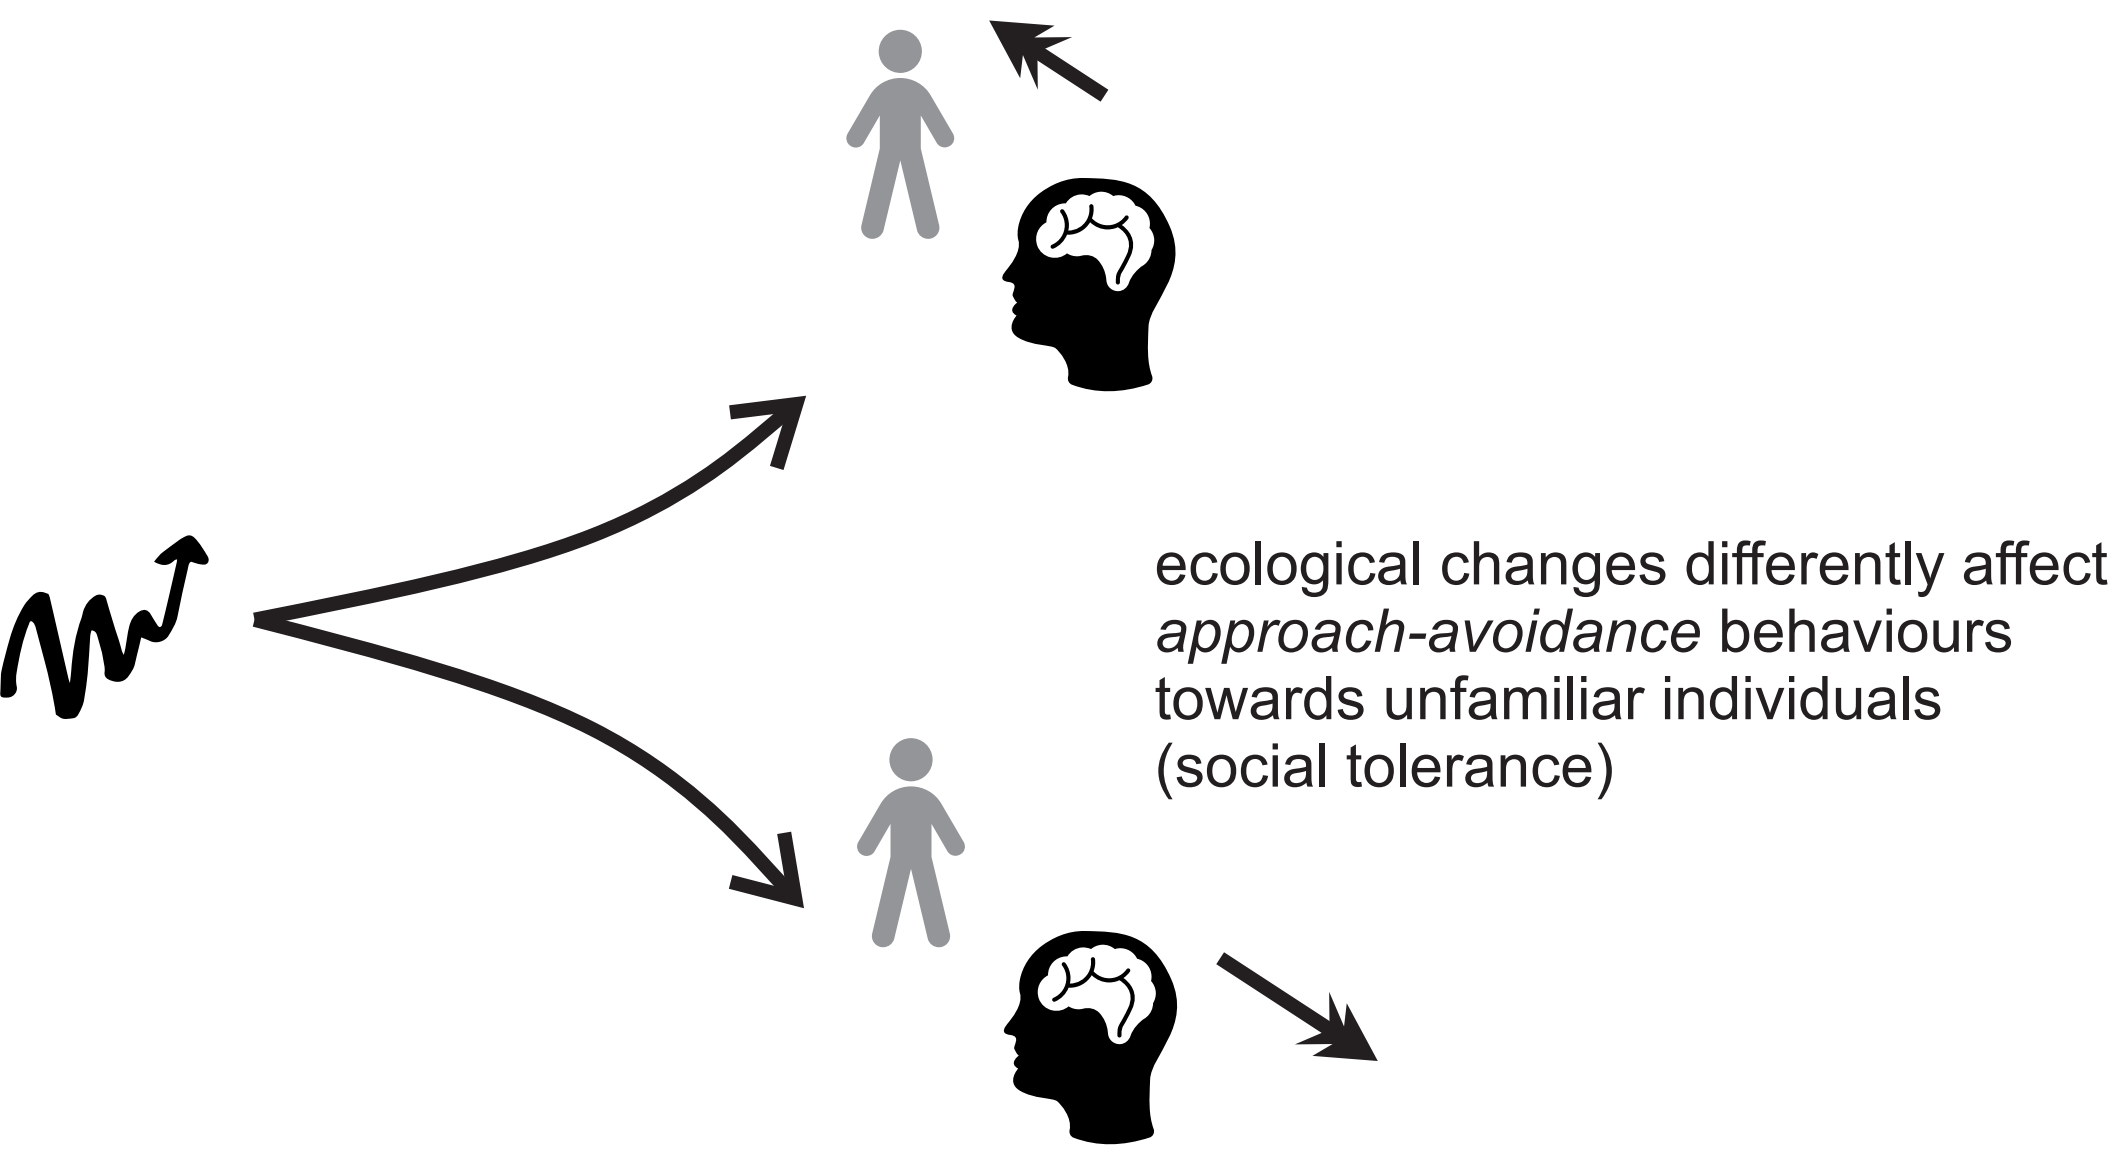 ecological changes differently affect
approach-avoidance behaviours
towards unfamiliar individuals
(social tolerance)